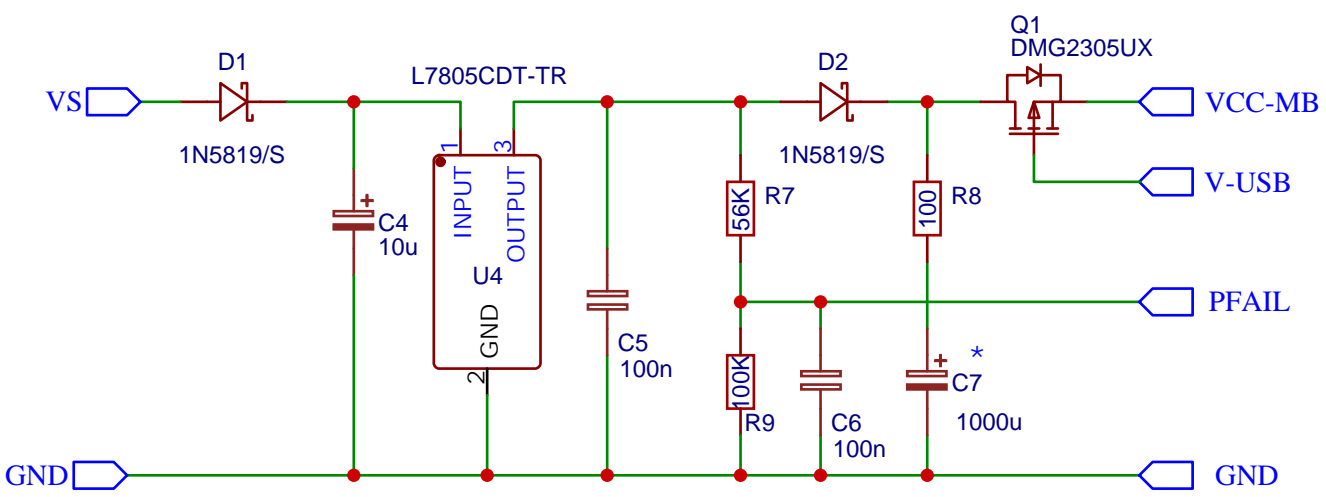 Q1
DMG2305UX
D1
D2
L7805CDT-TR
VS
VCC-MB
1N5819/S
1N5819/S
1
3
V-USB
INPUT
OUTPUT
56K
R7
100
R8
+
C4
10u
U4
PFAIL
GND
C5
100n
*
+
C7
1000u
2
100K
R9
C6
100n
GND
GND